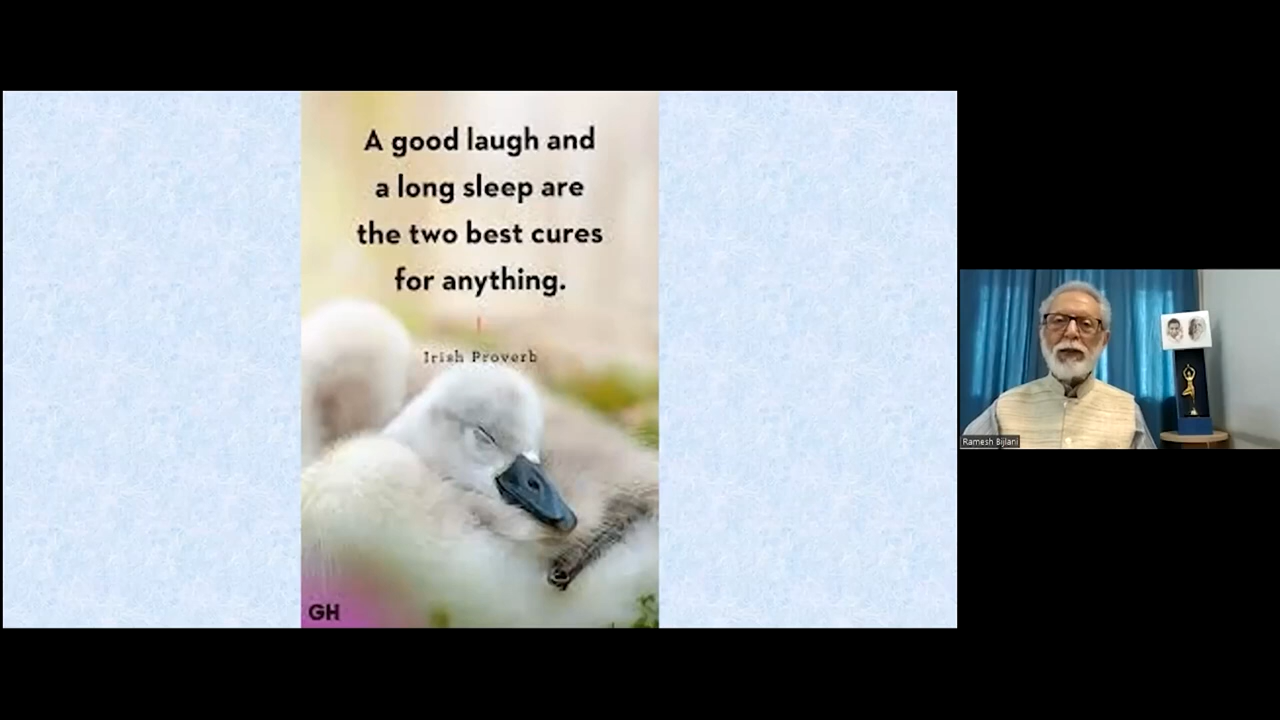 A good laugh and
a long sleep are
the two best cures
for anything.
Irish Proverb
GH
Ramesh Bijlani